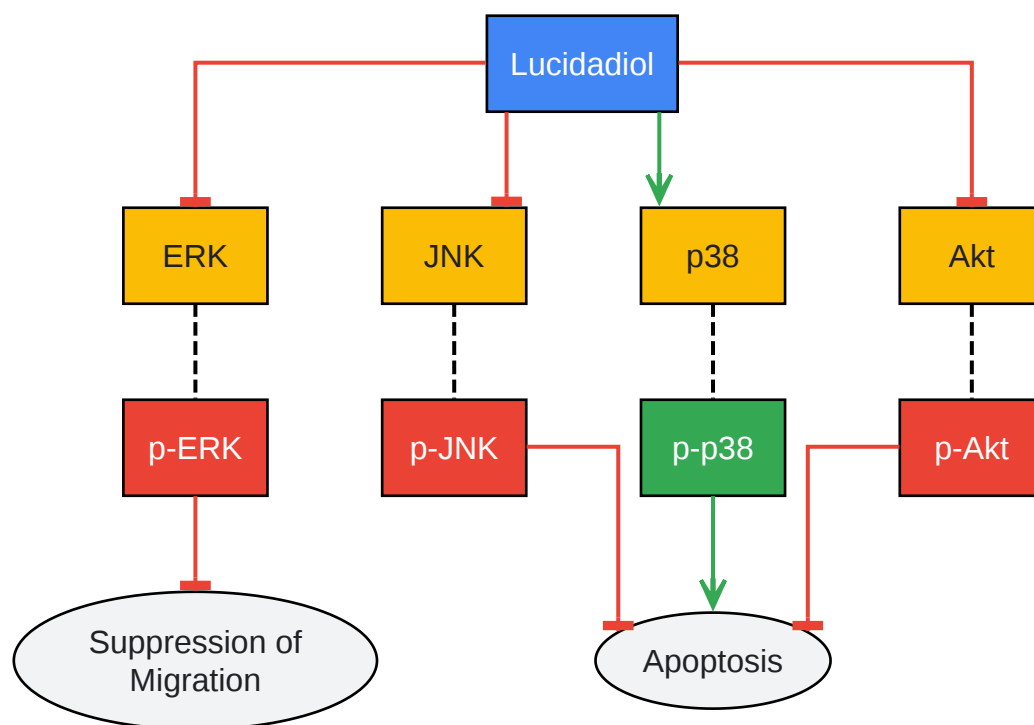 Lucidadiol
ERK
JNK
p38
Akt
p-ERK
p-JNK
p-p38
p-Akt
Suppression of
Migration
Apoptosis